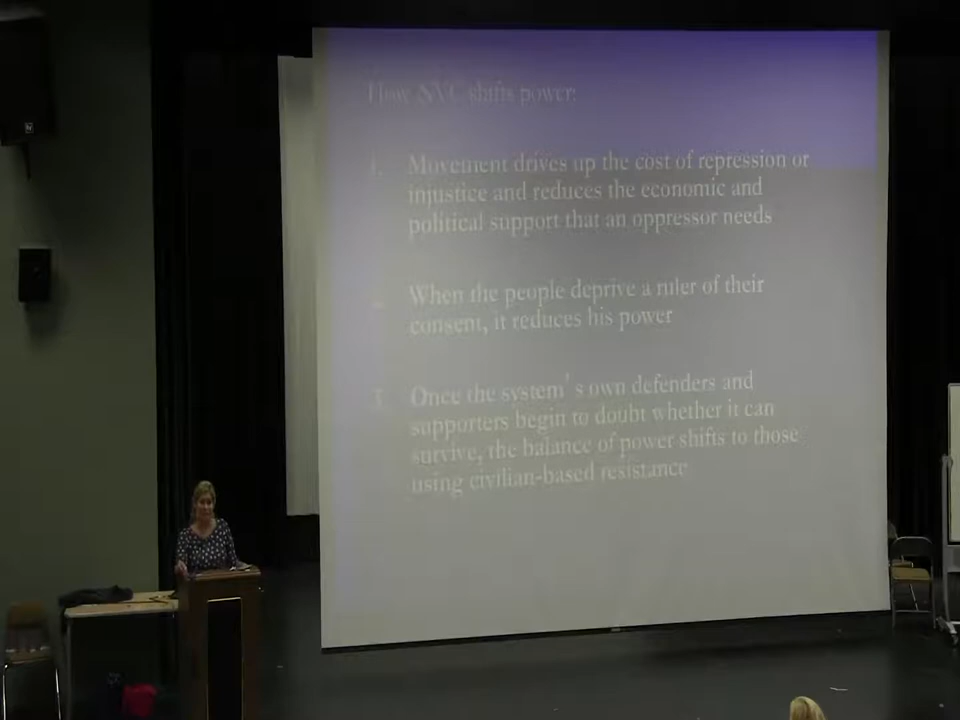 How NVC shifts power:
1. Movement drives up the cost of repression or
injustice and reduces the economic and
political support that an oppressor needs
When the people deprive a ruler of their
consent, it reduces his power
3. Once the system's own defenders and
supporters begin to doubt whether it can
survive, the balance of power shifts to those
using civilian-based resistance